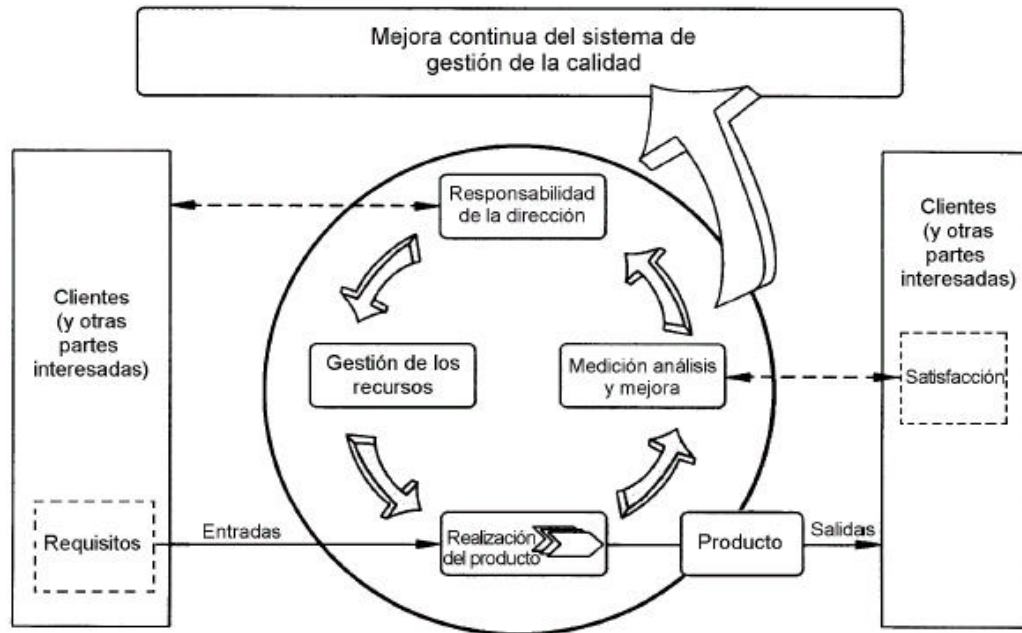 Mejora continua del sistema de
gestión de la calidad
Responsabilidad
de la dirección
Clientes
(y otras
partes
interesadas)
Clientes
(y otras
partes
interesadas)
Gestión de los
recursos
Medición análisis
y mejora
Satisfacción
Requisitos
Entradas
Realización
del producto
Producto
Salidas